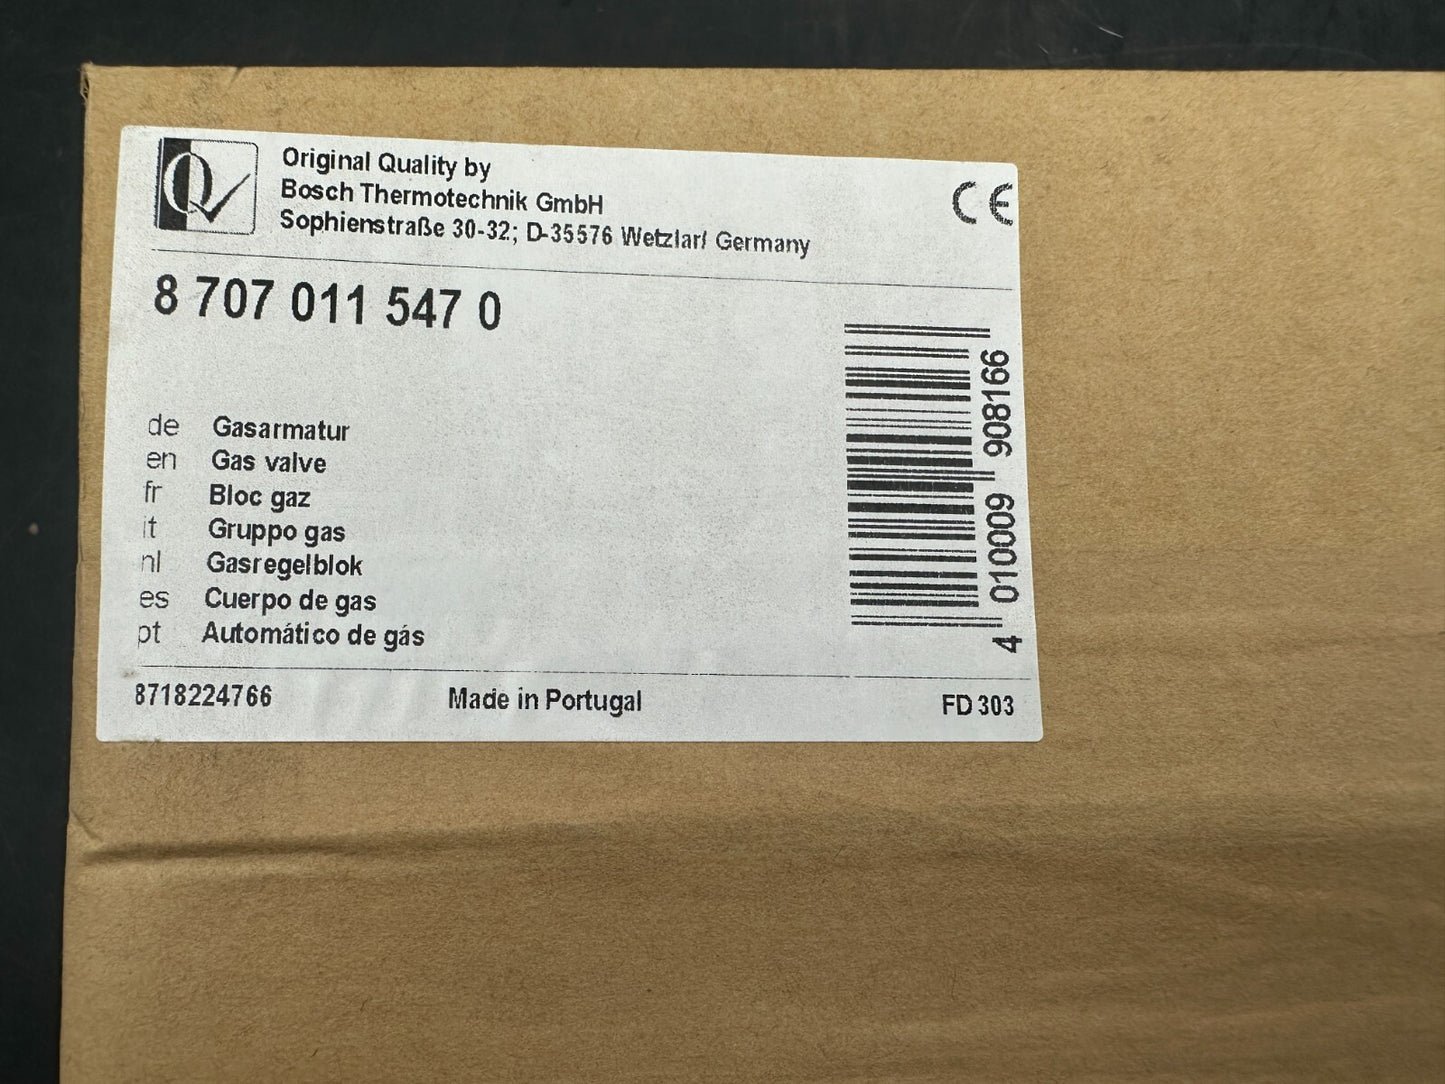 Q
Original Quality by
Bosch Thermotechnik GmbH
Sophienstraße 30-32; D-35576 Wetzlar/ Germany
CE
8 707 011 547 0
de Gasarmatur
en Gas valve
fr Bloc gaz
it Gruppo gas
nl Gasregelblok
es Cuerpo de gas
pt Automático de gás
4 010009 908166
8718224766 Made in Portugal FD 303